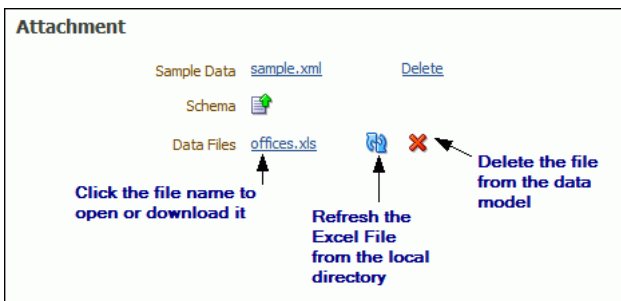 Attachment
Sample Data sample.xml Delete
Schema
Data Files offices.xls
Click the file name to
open or download it
Refresh the
Excel File
from the local
directory
Delete the file
from the data
model